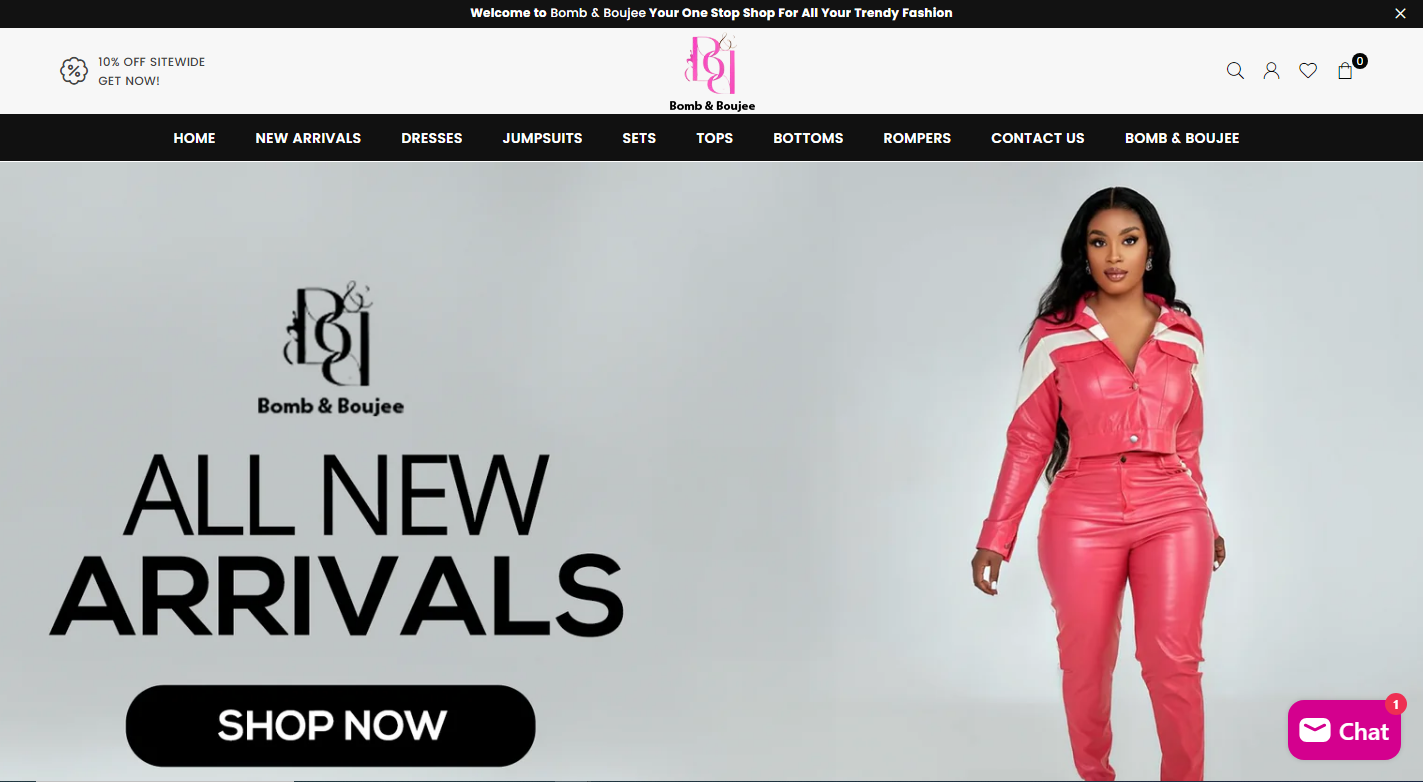 Welcome to Bomb & Boujee Your One Stop Shop For All Your Trendy Fashion
10% OFF SITEWIDE
GET NOW!
B&B
Bomb & Boujee
0
HOME NEW ARRIVALS DRESSES JUMPSUITS SETS TOPS BOTTOMS ROMPERS CONTACT US BOMB & BOUJEE
B&B
Bomb & Boujee
ALL NEW
ARRIVALS
SHOP NOW
1
Chat